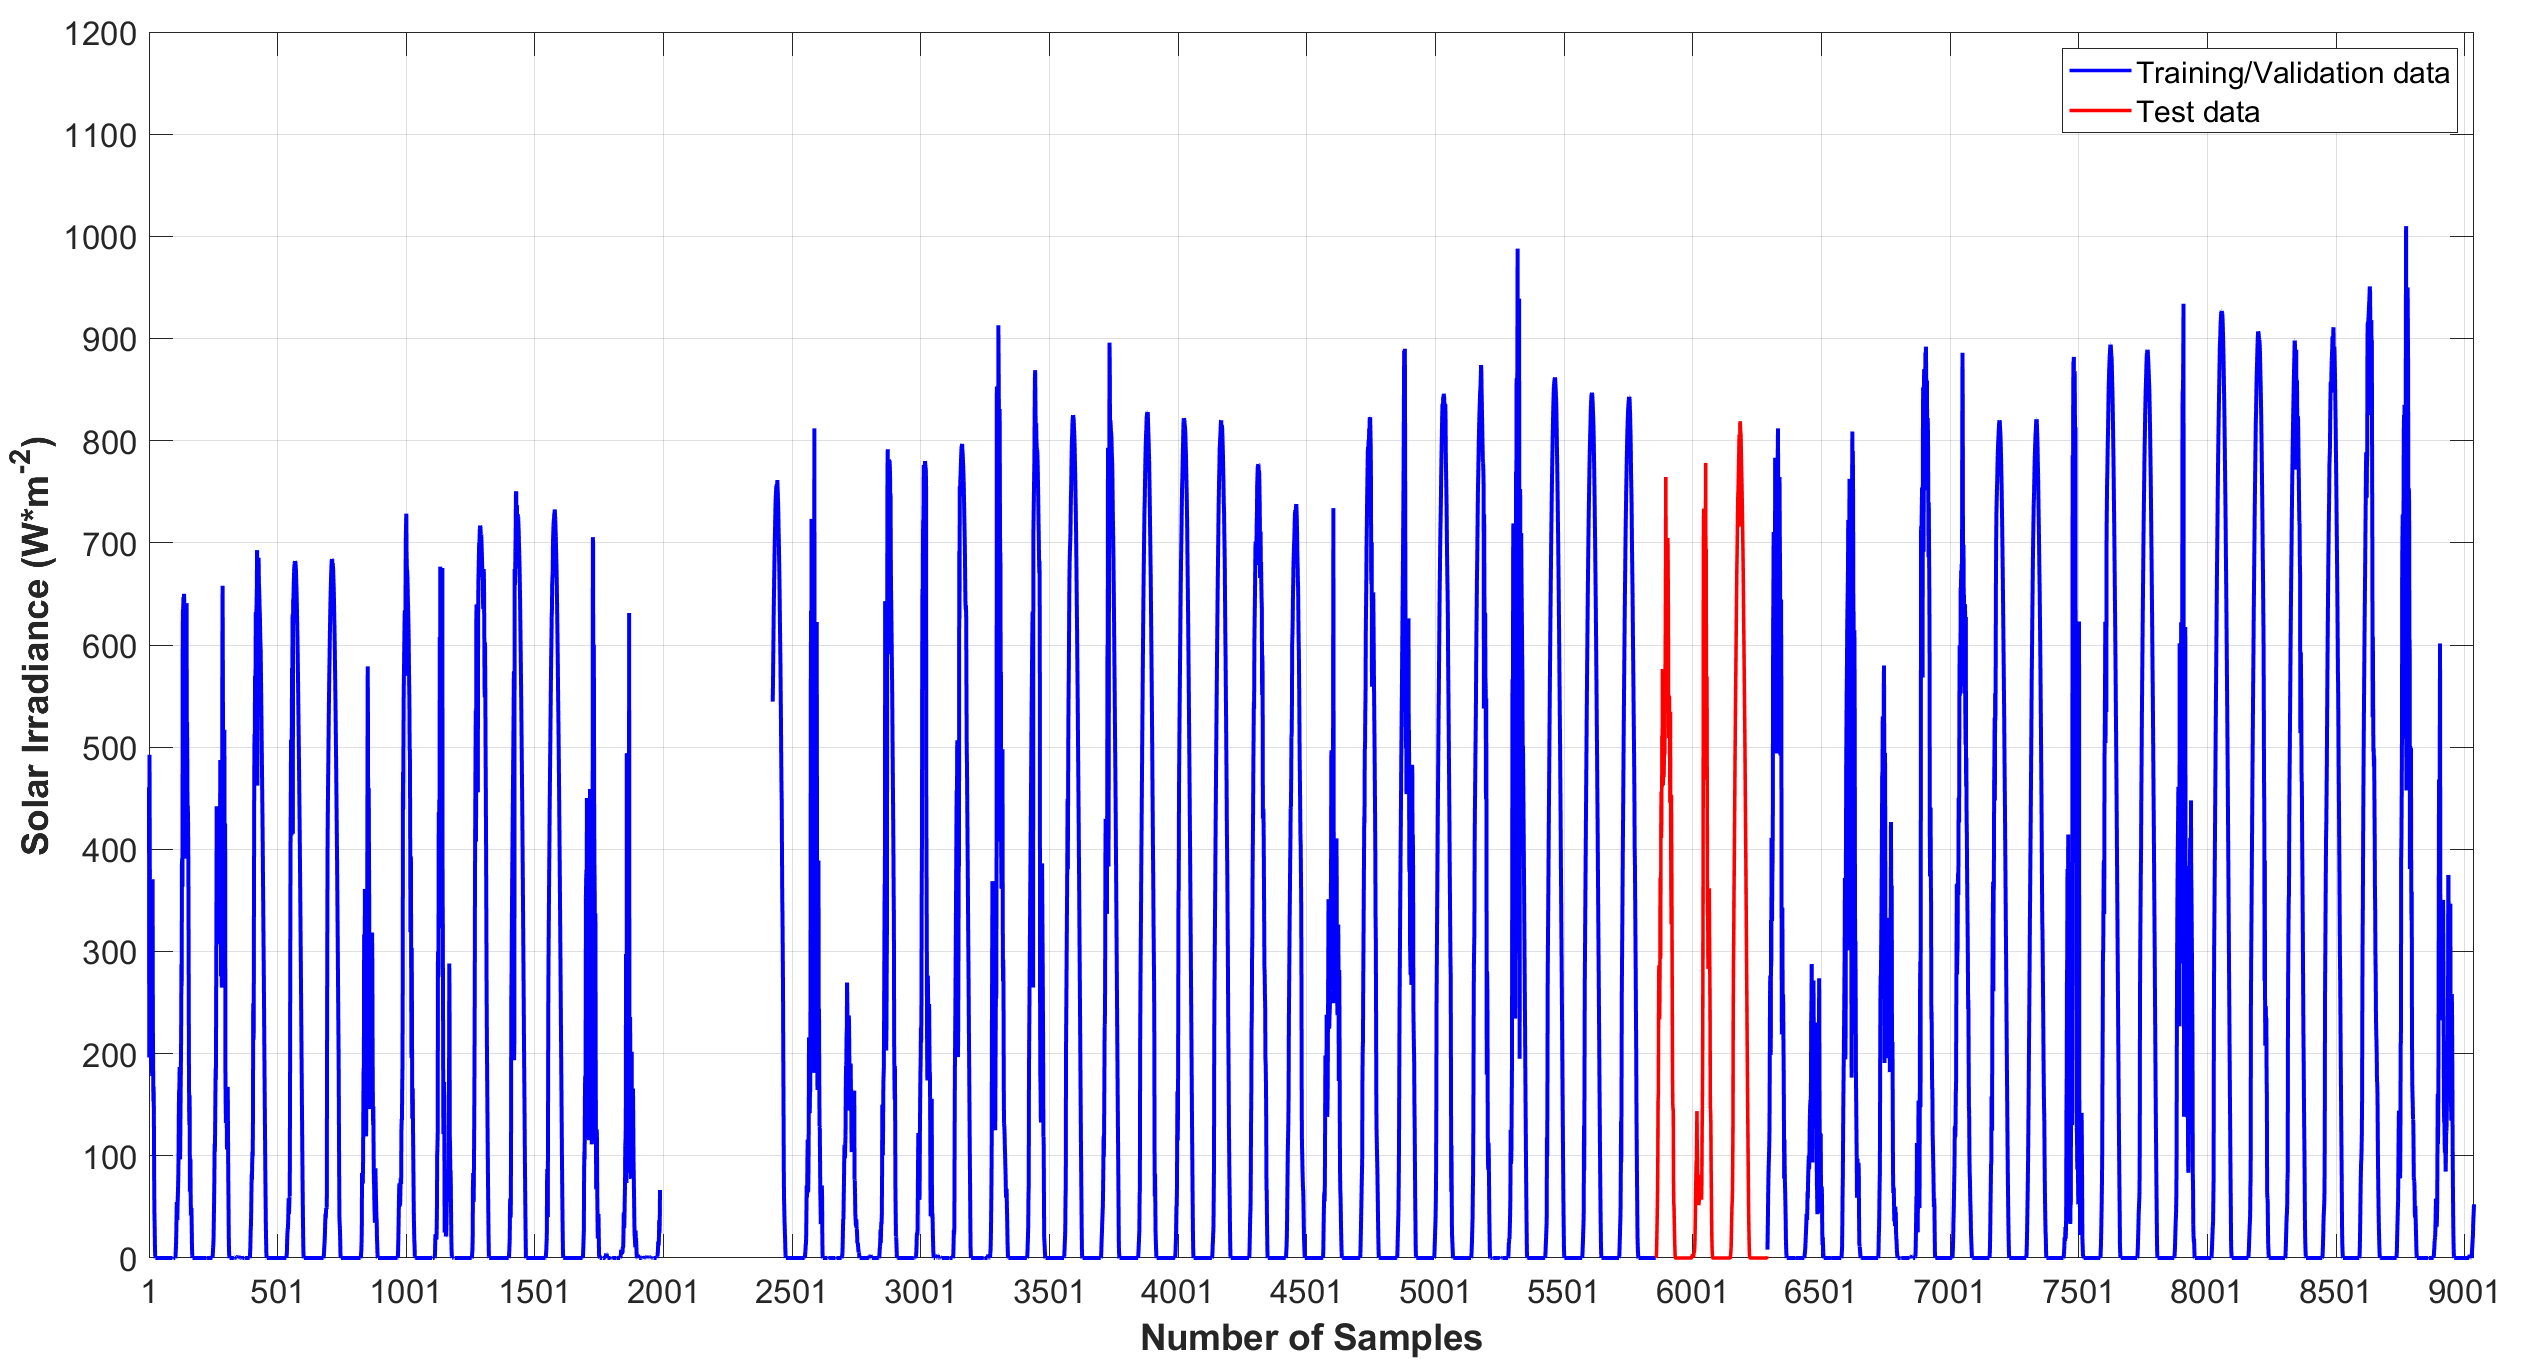 1200
1100
1000
900
800
700
600
500
400
300
200
100
0
Solar Irradiance (W*m-2)
Training/Validation data
Test data
1 501 1001 1501 2001 2501 3001 3501 4001 4501 5001 5501 6001 6501 7001 7501 8001 8501 9001
Number of Samples